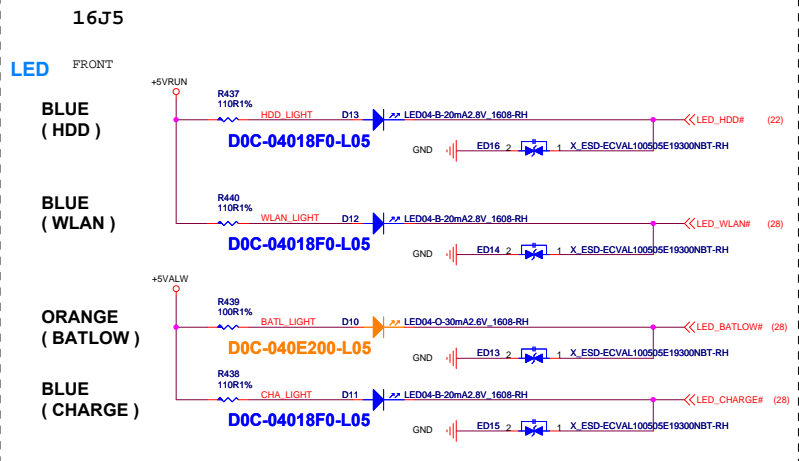 16J5
LED FRONT
+5VRUN
BLUE
( HDD )
R437
110R1%
HDD_LIGHT D13 LED04-B-20mA2.8V_1608-RH LED_HDD# (22)
D0C-04018F0-L05
GND ED16 2 1 X_ESD-ECVAL100505E19300NBT-RH
BLUE
( WLAN )
R440
110R1%
WLAN_LIGHT D12 LED04-B-20mA2.8V_1608-RH LED_WLAN# (28)
D0C-04018F0-L05
GND ED14 2 1 X_ESD-ECVAL100505E19300NBT-RH
+5VALW
ORANGE
( BATLOW )
R439
100R1%
BATL_LIGHT D10 LED04-O-30mA2.6V_1608-RH LED_BATLOW# (28)
D0C-040E200-L05
GND ED13 2 1 X_ESD-ECVAL100505E19300NBT-RH
BLUE
( CHARGE )
R438
110R1%
CHA_LIGHT D11 LED04-B-20mA2.8V_1608-RH LED_CHARGE# (28)
D0C-04018F0-L05
GND ED15 2 1 X_ESD-ECVAL100505E19300NBT-RH